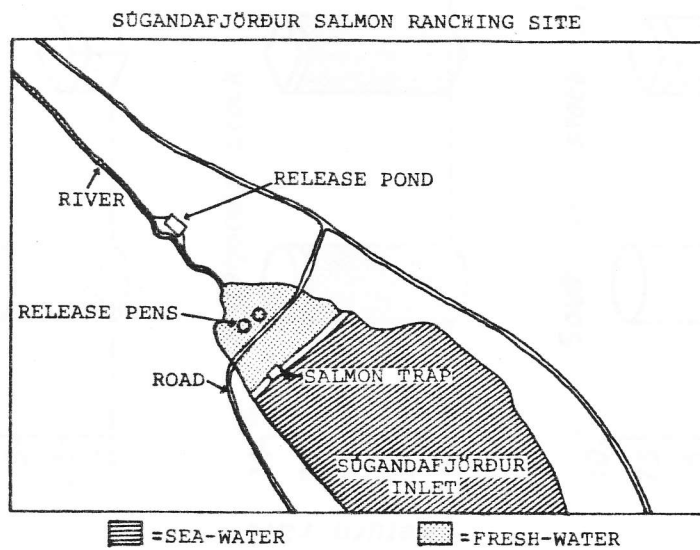 SÚGANDAFJÖRÐUR SALMON RANCHING SITE
RELEASE POND
RIVER
RELEASE PENS
ROAD
SALMON TRAP
SÚGANDAFJÖRÐUR
INLET
=SEA-WATER
=FRESH-WATER